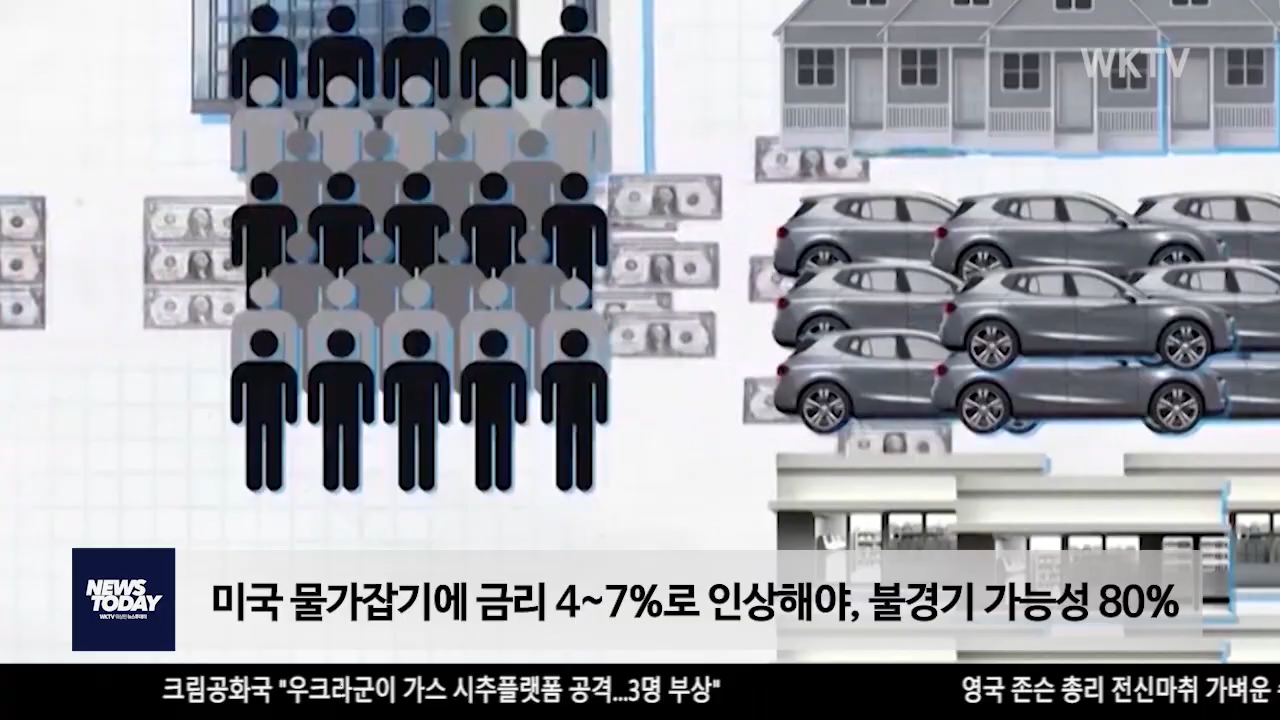 WKTV
NEWS
TODAY
미국 물가잡기에 금리 4~7%로 인상해야, 불경기 가능성 80%
크림공화국 "우크라군이 가스 시추플랫폼 공격...3명 부상"
영국 존슨 총리 전신마취 가벼운